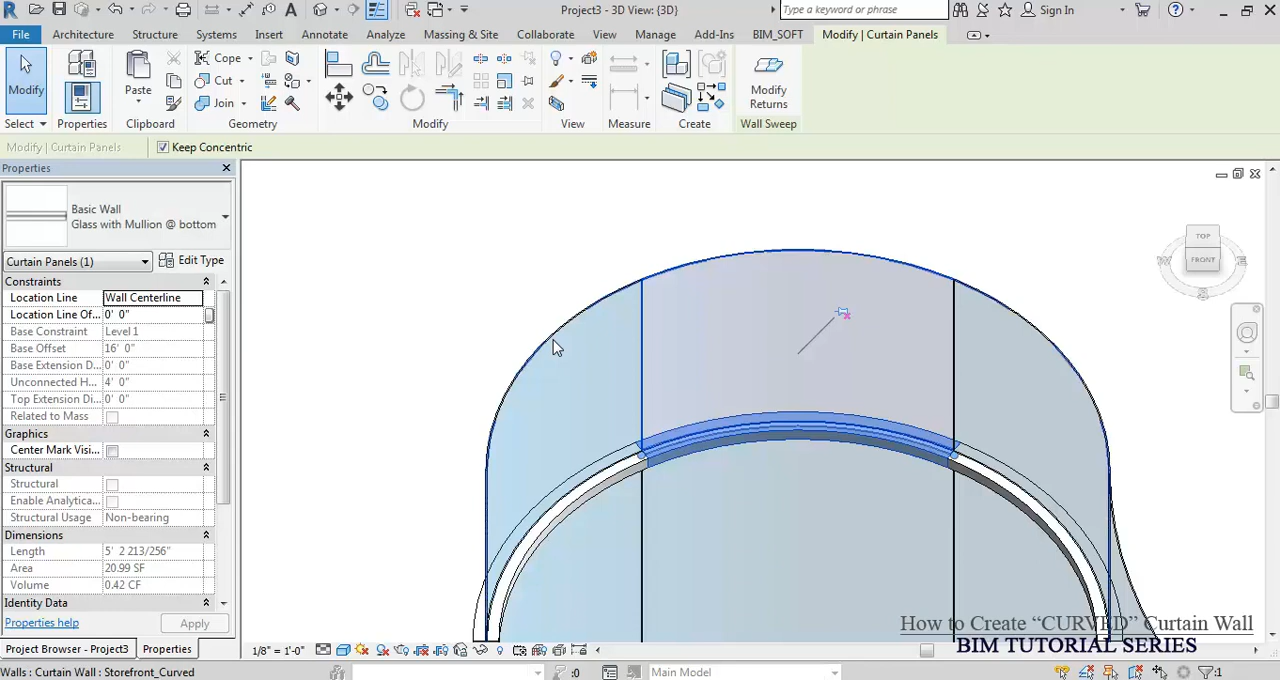 Project3 - 3D View: {3D}
Type a keyword or phrase
Sign In
File
Architecture
Structure
Systems
Insert
Annotate
Analyze
Massing & Site
Collaborate
View
Manage
Add-Ins
BIM_SOFT
Modify | Curtain Panels
Modify
Paste
Cope
Cut
Join
Modify
Returns
Select
Properties
Clipboard
Geometry
Modify
View
Measure
Create
Wall Sweep
Modify | Curtain Panels
Keep Concentric
Properties
Basic Wall
Glass with Mullion @ bottom
Curtain Panels (1)
Edit Type
Constraints
Location Line
Wall Centerline
Location Line Of...
0' 0"
Base Constraint
Level 1
Base Offset
16' 0"
Base Extension D...
0' 0"
Unconnected H...
4' 0"
Top Extension Di...
0' 0"
Related to Mass
Graphics
Center Mark Visi...
Structural
Structural
Enable Analytica...
Structural Usage
Non-bearing
Dimensions
Length
5' 2 213/256"
Area
20.99 SF
Volume
0.42 CF
Identity Data
Properties help
Apply
Project Browser - Project3
Properties
TOP
FRONT
W
E
S
How to Create “CURVED” Curtain Wall
BIM TUTORIAL SERIES
1/8" = 1'-0"
Walls : Curtain Wall : Storefront_Curved
:0
Main Model
:1